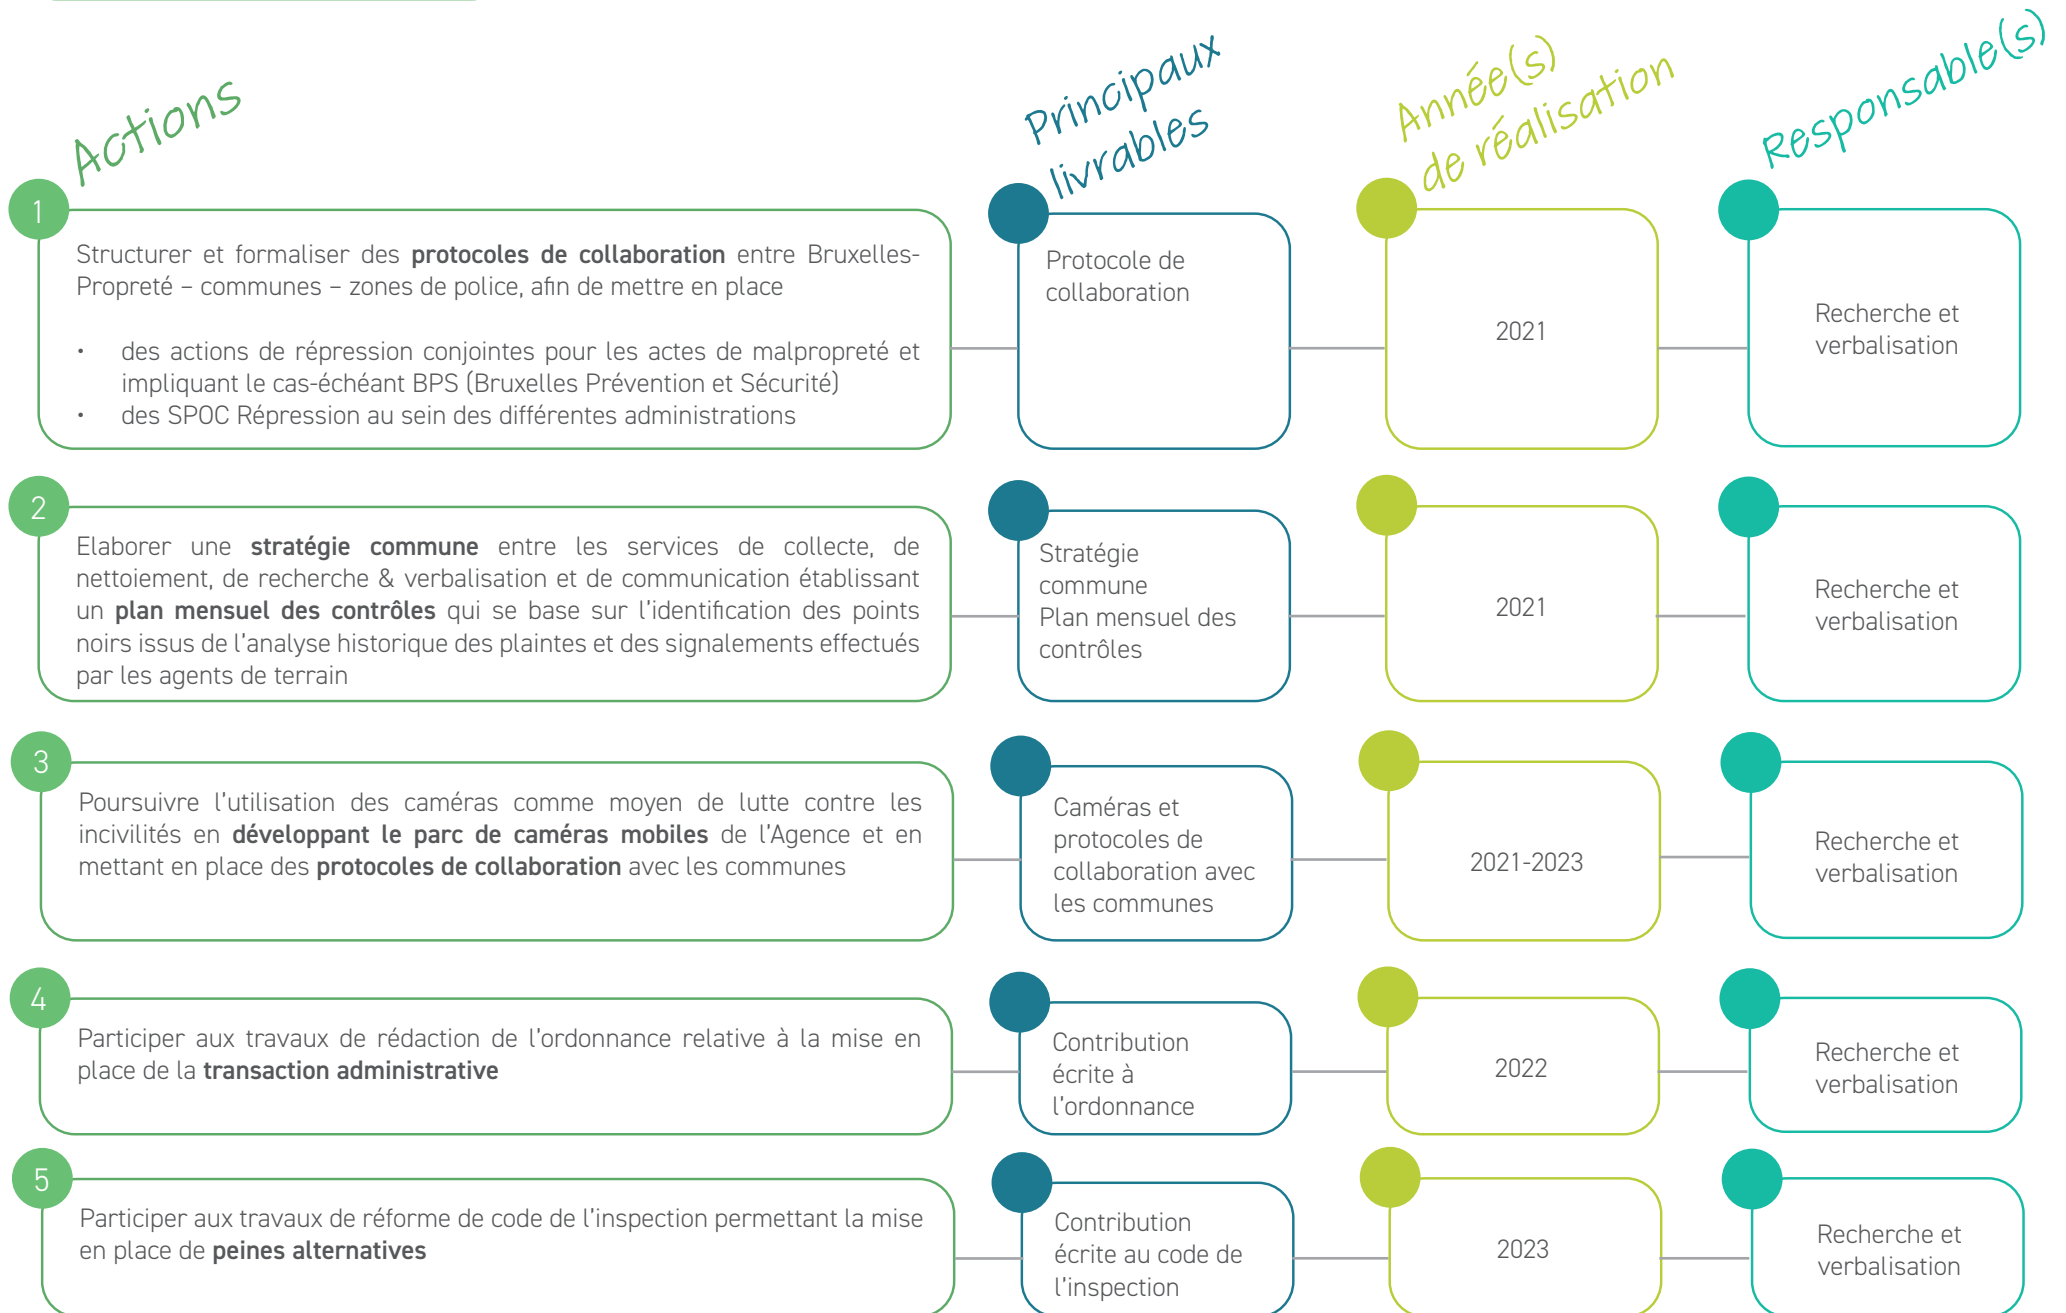 Actions
Principaux
livrables
Année(s)
de réalisation
Responsable(s)
1
Structurer et formaliser des protocoles de collaboration entre Bruxelles-
Propreté – communes – zones de police, afin de mettre en place
• des actions de répression conjointes pour les actes de malpropreté et
impliquant le cas-échéant BPS (Bruxelles Prévention et Sécurité)
• des SPOC Répression au sein des différentes administrations
Protocole de
collaboration
2021
Recherche et
verbalisation
2
Elaborer une stratégie commune entre les services de collecte, de
nettoiement, de recherche & verbalisation et de communication établissant
un plan mensuel des contrôles qui se base sur l'identification des points
noirs issus de l'analyse historique des plaintes et des signalements effectués
par les agents de terrain
Stratégie
commune
Plan mensuel des
contrôles
2021
Recherche et
verbalisation
3
Poursuivre l'utilisation des caméras comme moyen de lutte contre les
incivilités en développant le parc de caméras mobiles de l'Agence et en
mettant en place des protocoles de collaboration avec les communes
Caméras et
protocoles de
collaboration avec
les communes
2021-2023
Recherche et
verbalisation
4
Participer aux travaux de rédaction de l'ordonnance relative à la mise en
place de la transaction administrative
Contribution
écrite à
l'ordonnance
2022
Recherche et
verbalisation
5
Participer aux travaux de réforme de code de l'inspection permettant la mise
en place de peines alternatives
Contribution
écrite au code de
l'inspection
2023
Recherche et
verbalisation